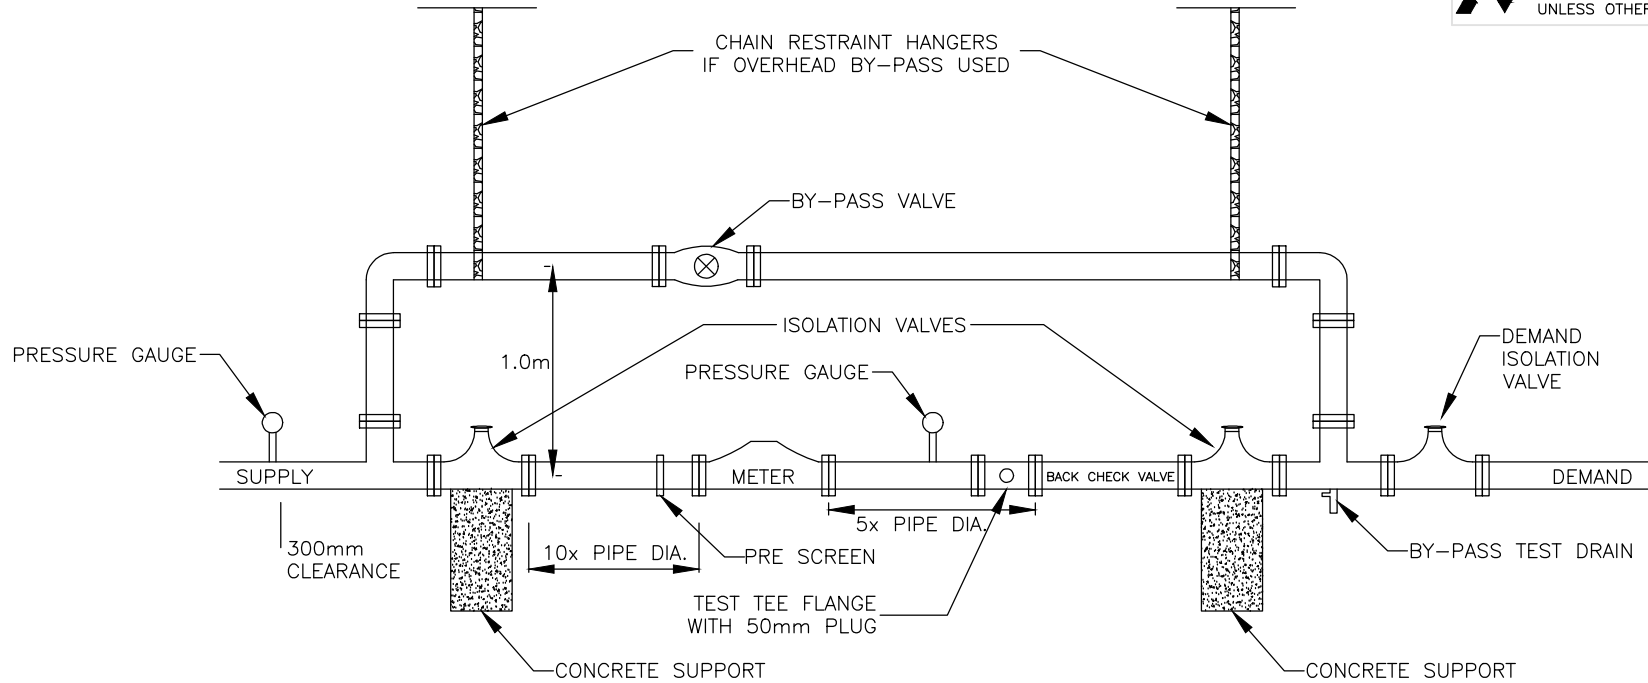 UNLESS OTHER
CHAIN RESTRAINT HANGERS
IF OVERHEAD BY-PASS USED
BY-PASS VALVE
ISOLATION VALVES
PRESSURE GAUGE
1.0m
PRESSURE GAUGE
DEMAND
ISOLATION
VALVE
SUPPLY
METER
BACK CHECK VALVE
DEMAND
300mm
CLEARANCE
10x PIPE DIA.
5x PIPE DIA.
PRE SCREEN
BY-PASS TEST DRAIN
TEST TEE FLANGE
WITH 50mm PLUG
CONCRETE SUPPORT
CONCRETE SUPPORT